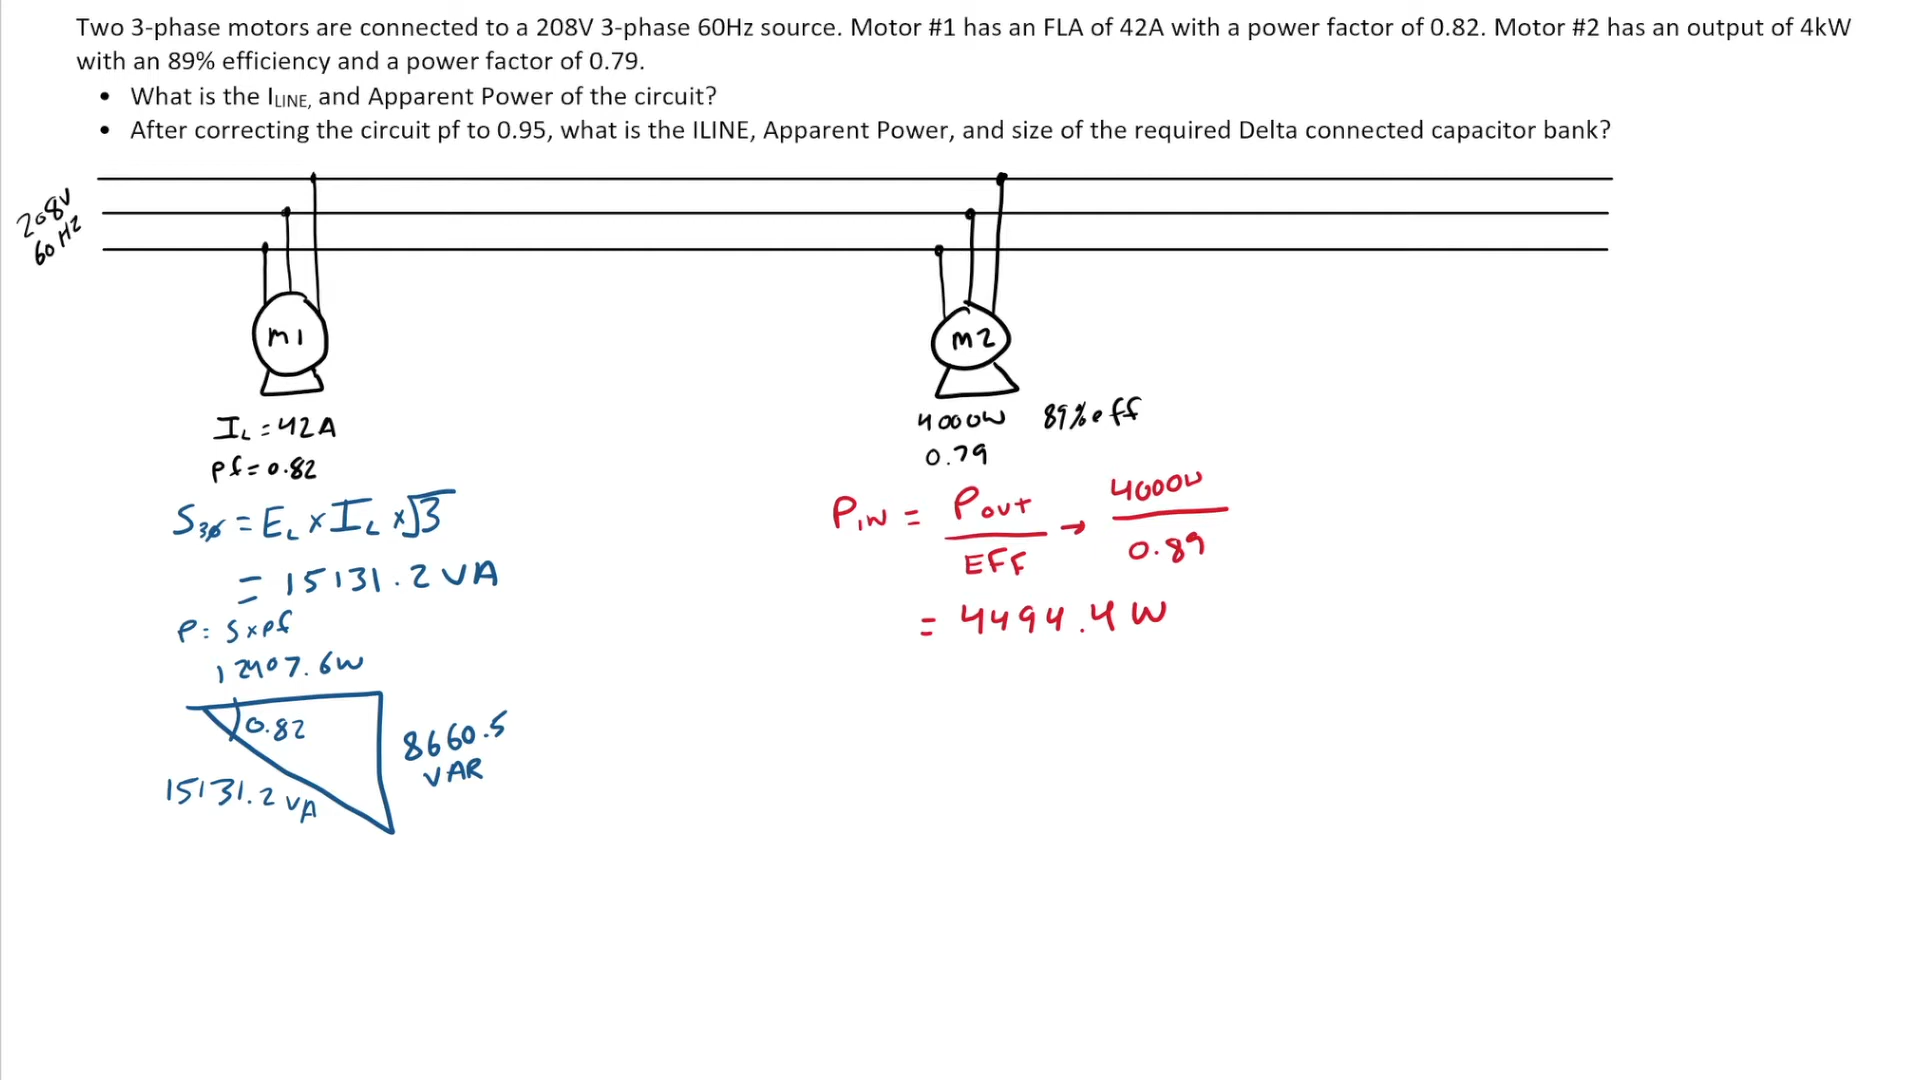 Two 3-phase motors are connected to a 208V 3-phase 60Hz source. Motor #1 has an FLA of 42A with a power factor of 0.82. Motor #2 has an output of 4kW
with an 89% efficiency and a power factor of 0.79.
• What is the ILINE, and Apparent Power of the circuit?
• After correcting the circuit pf to 0.95, what is the ILINE, Apparent Power, and size of the required Delta connected capacitor bank?
208V
60Hz
M1
M2
IL = 42A
Pf = 0.82
4000W 89% eff
0.79
S3ø = EL × IL × √3
= 15131.2 VA
P = S×Pf
12407.6W
0.82
8660.5
VAR
15131.2 VA
PIN = POUT / EFF → 4000W / 0.89
= 4494.4 W